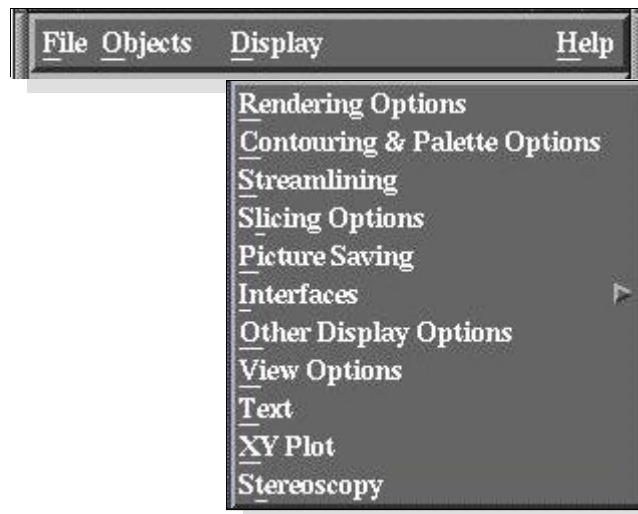 File Objects Display Help
Rendering Options
Contouring & Palette Options
Streamlining
Slicing Options
Picture Saving
Interfaces
Other Display Options
View Options
Text
XY Plot
Stereoscopy